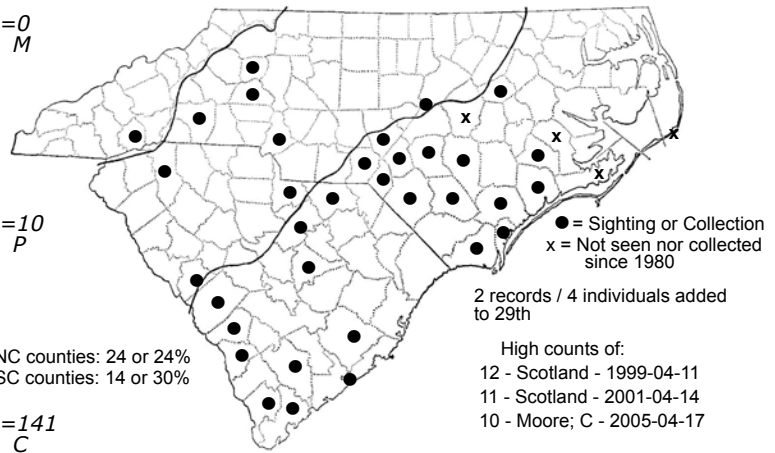 =0
M
=10
P
● = Sighting or Collection
x = Not seen nor collected
since 1980
2 records / 4 individuals added
to 29th
NC counties: 24 or 24%
SC counties: 14 or 30%
High counts of:
12 - Scotland - 1999-04-11
11 - Scotland - 2001-04-14
10 - Moore; C - 2005-04-17
=141
C
x
x
x
x